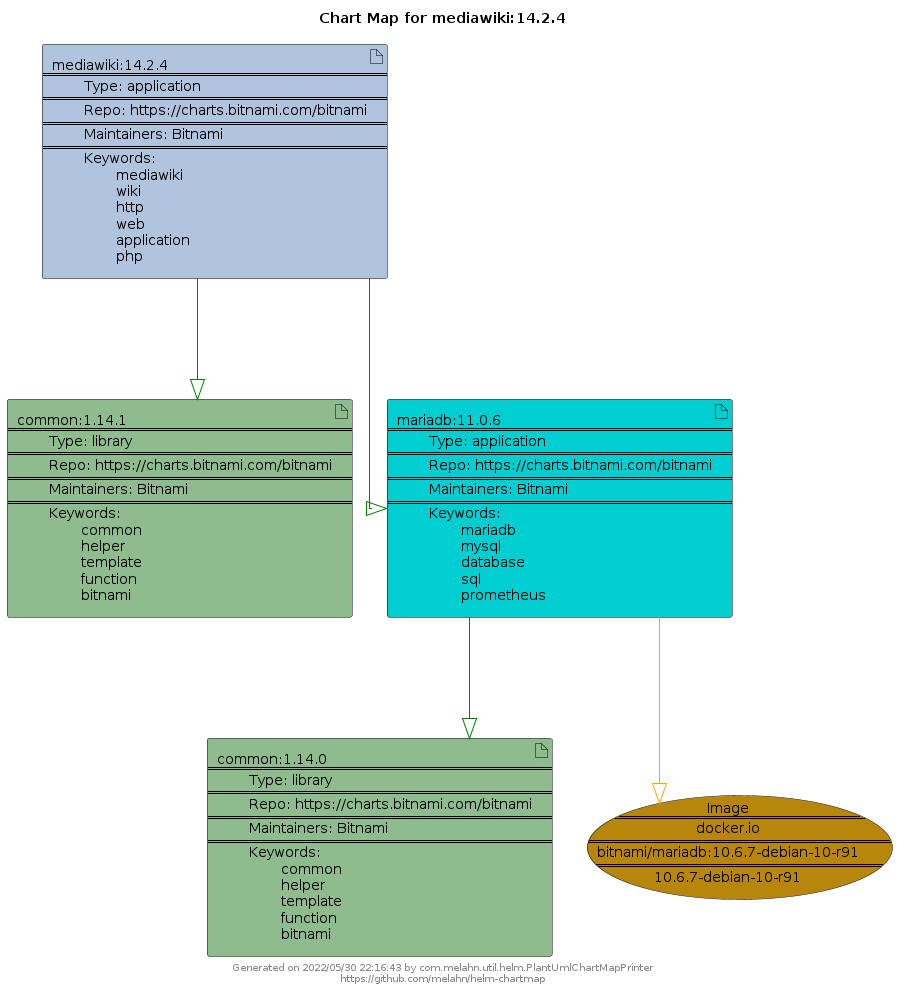 Chart Map for mediawiki:14.2.4
mediawiki:14.2.4
Type: application
Repo: https://charts.bitnami.com/bitnami
Maintainers: Bitnami
Keywords:
mediawiki
wiki
http
web
application
php
common:1.14.1
Type: library
Repo: https://charts.bitnami.com/bitnami
Maintainers: Bitnami
Keywords:
common
helper
template
function
bitnami
mariadb:11.0.6
Type: application
Repo: https://charts.bitnami.com/bitnami
Maintainers: Bitnami
Keywords:
mariadb
mysql
database
sql
prometheus
common:1.14.0
Type: library
Repo: https://charts.bitnami.com/bitnami
Maintainers: Bitnami
Keywords:
common
helper
template
function
bitnami
Image
docker.io
bitnami/mariadb:10.6.7-debian-10-r91
10.6.7-debian-10-r91
Generated on 2022/05/30 22:16:43 by com.melahn.util.helm.PlantUmlChartMapPrinter
https://github.com/melahn/helm-chartmap